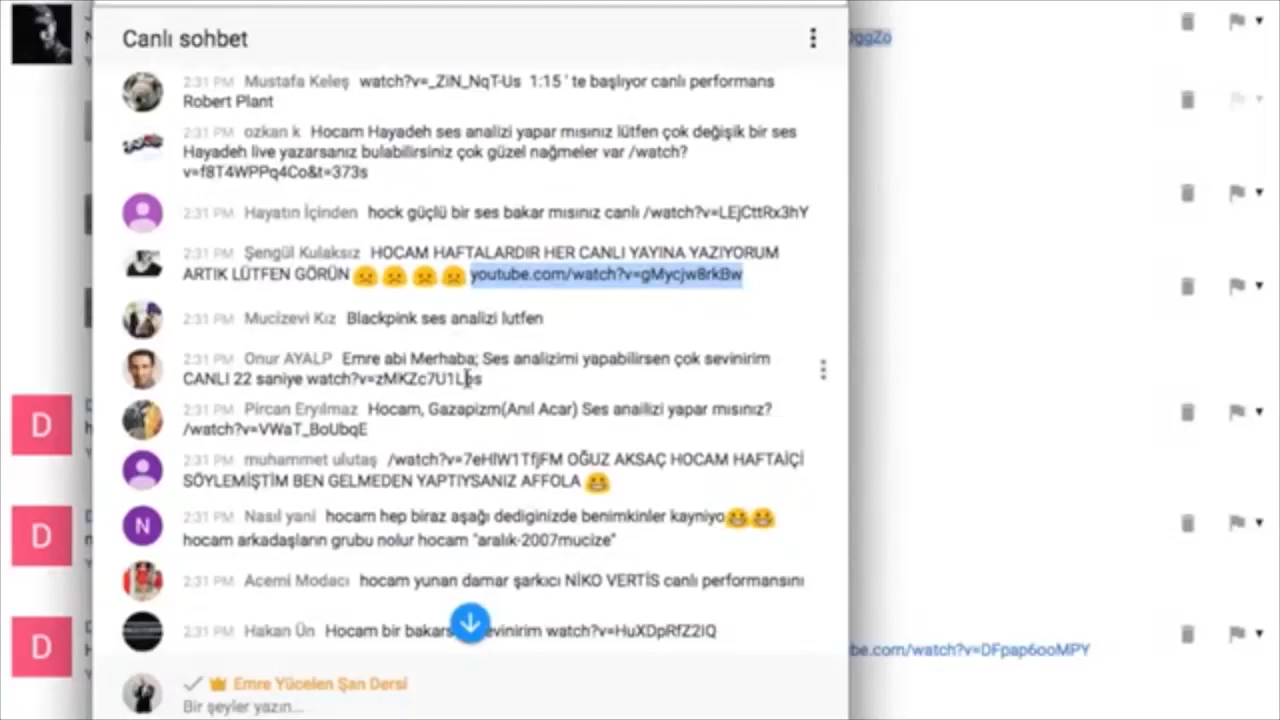 Canlı sohbet
2:31 PM Mustafa Keleş watch?v=_ZiN_NqT-Us 1:15 ' te başlıyor canlı performans
Robert Plant
2:31 PM ozkan k Hocam Hayadeh ses analizi yapar mısınız lütfen çok değişik bir ses
Hayadeh live yazarsanız bulabilirsiniz çok güzel nağmeler var /watch?
v=f8T4WPPq4Co&t=373s
2:31 PM Hayatın İçinden hock güçlü bir ses bakar mısınız canlı /watch?v=LEjCttRx3hY
2:31 PM Şengül Kulaksız HOCAM HAFTALARDIR HER CANLI YAYINA YAZIYORUM
ARTIK LÜTFEN GÖRÜN youtube.com/watch?v=gMycjw8rkBw
2:31 PM Mucizevi Kız Blackpink ses analizi lutfen
2:31 PM Onur AYALP Emre abi Merhaba; Ses analizimi yapabilirsen çok sevinirim
CANLI 22 saniye
2:31 PM Pircan Eryılmaz Hocam, Gazapizm(Anıl Acar) Ses anailizi yapar mısınız?
/watch?v=VWaT_BoUbqE
2:31 PM muhammet ulutaş /watch?v=7eHlW1TfjFM OĞUZ AKSAÇ HOCAM HAFTAİÇİ
SÖYLEMİŞTİM BEN GELMEDEN YAPTIYSANIZ AFFOLA
N
2:31 PM Nasıl yani hocam hep biraz aşağı dediginizde benimkinler kayniyo
hocam arkadaşların grubu nolur hocam "aralık-2007mucize"
2:31 PM Acemi Modacı hocam yunan damar şarkıcı NİKO VERTİS canlı performansını
2:31 PM Hakan Ün Hocam bir watch?v=HuXDpRfZ2IQ
Emre Yücelen Şan Dersi
Bir şeyler yazın...
D
D
D
be.com/watch?v=DFpap6ooMPY